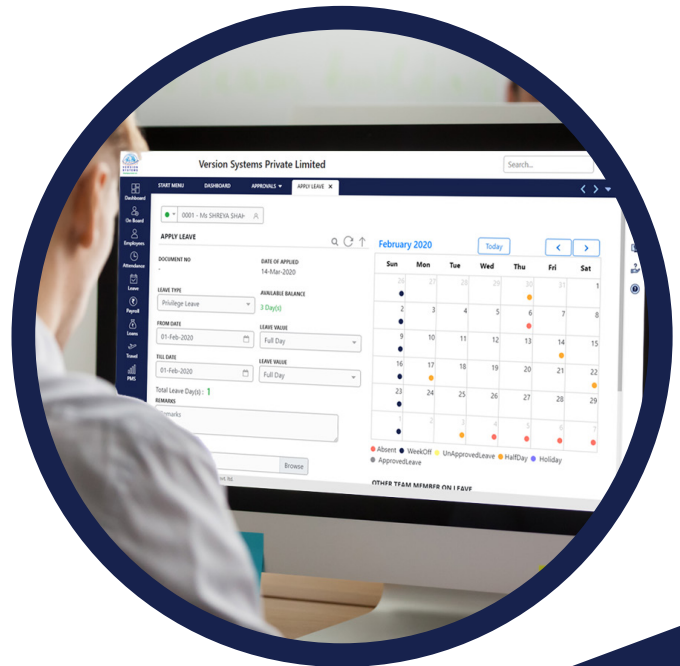 VERSION
SYSTEMS
Version Systems Private Limited
Search...
START MENU DASHBOARD APPROVALS APPLY LEAVE X
Dashboard
On Board
Employees
Attendance
Leave
Payroll
Loans
Travel
PMS
0001 - Ms SHREYA SHAH
APPLY LEAVE
DOCUMENT NO DATE OF APPLIED
- 14-Mar-2020
LEAVE TYPE AVAILABLE BALANCE
Privilege Leave 3 Day(s)
FROM DATE LEAVE VALUE
01-Feb-2020 Full Day
TILL DATE LEAVE VALUE
01-Feb-2020 Full Day
Total Leave Day(s) : 1
REMARKS
Remarks
Browse
February 2020 Today < >
Sun Mon Tue Wed Thu Fri Sat
26 27 28 29 30 31 1
2 3 4 5 6 7 8
9 10 11 12 13 14 15
16 17 18 19 20 21 22
23 24 25 26 27 28 29
1 2 3 4 5 6 7
Absent WeekOff UnApprovedLeave HalfDay Holiday
ApprovedLeave
OTHER TEAM MEMBER ON LEAVE